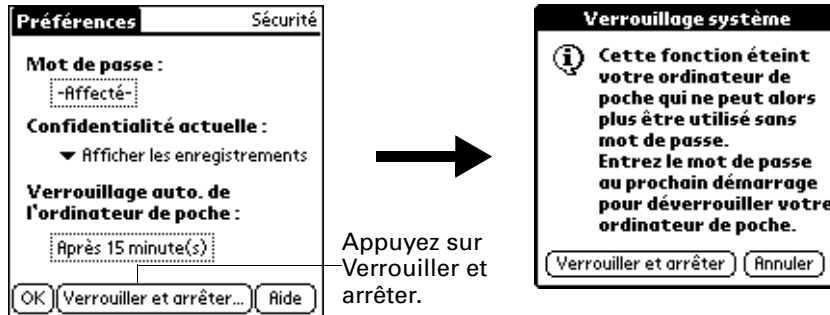 Préférences
Sécurité
Mot de passe :
-Affecté-
Confidentialité actuelle :
Afficher les enregistrements
Verrouillage auto. de
l'ordinateur de poche :
Après 15 minute(s)
OK
Verrouiller et arrêter...
Aide
Appuyez sur
Verrouiller et
arrêter.
Verrouillage système
Cette fonction éteint
votre ordinateur de
poche qui ne peut alors
plus être utilisé sans
mot de passe.
Entrez le mot de passe
au prochain démarrage
pour déverrouiller votre
ordinateur de poche.
Verrouiller et arrêter
Annuler